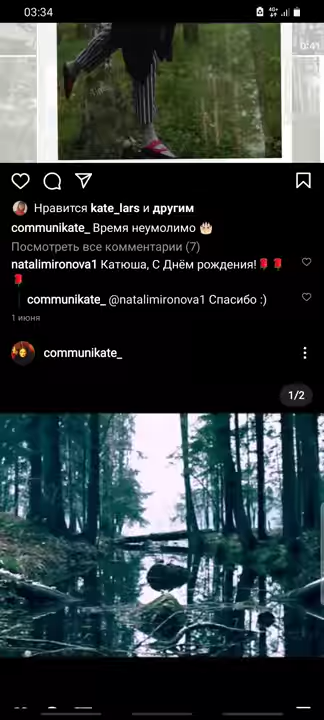 03:34
4G+
0:41
Нравится kate_lars и другим
communikate_ Время неумолимо 🎂
Посмотреть все комментарии (7)
natalimironova1 Катюша, С Днём рождения!🌹🌹
🌹
communikate_ @natalimironova1 Спасибо :)
1 июня
communikate_
1/2